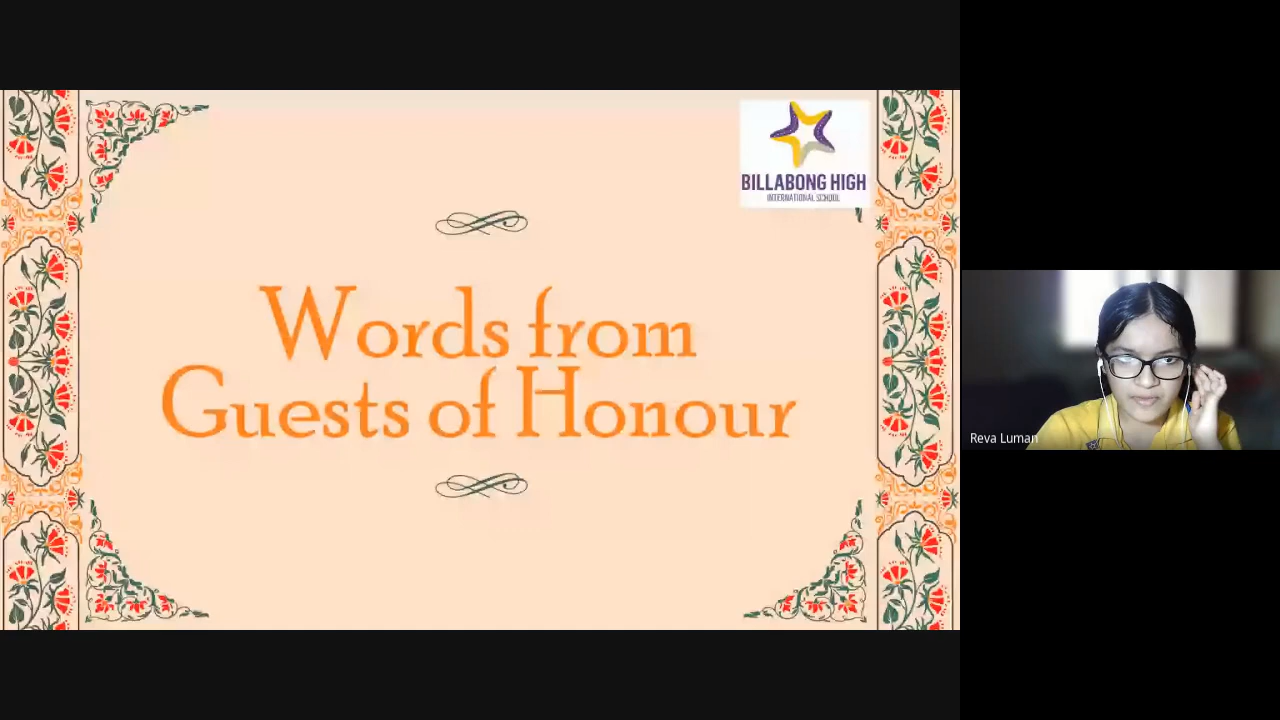 BILLABONG HIGH
INTERNATIONAL SCHOOL
Words from
Guests of Honour
Reva Luman